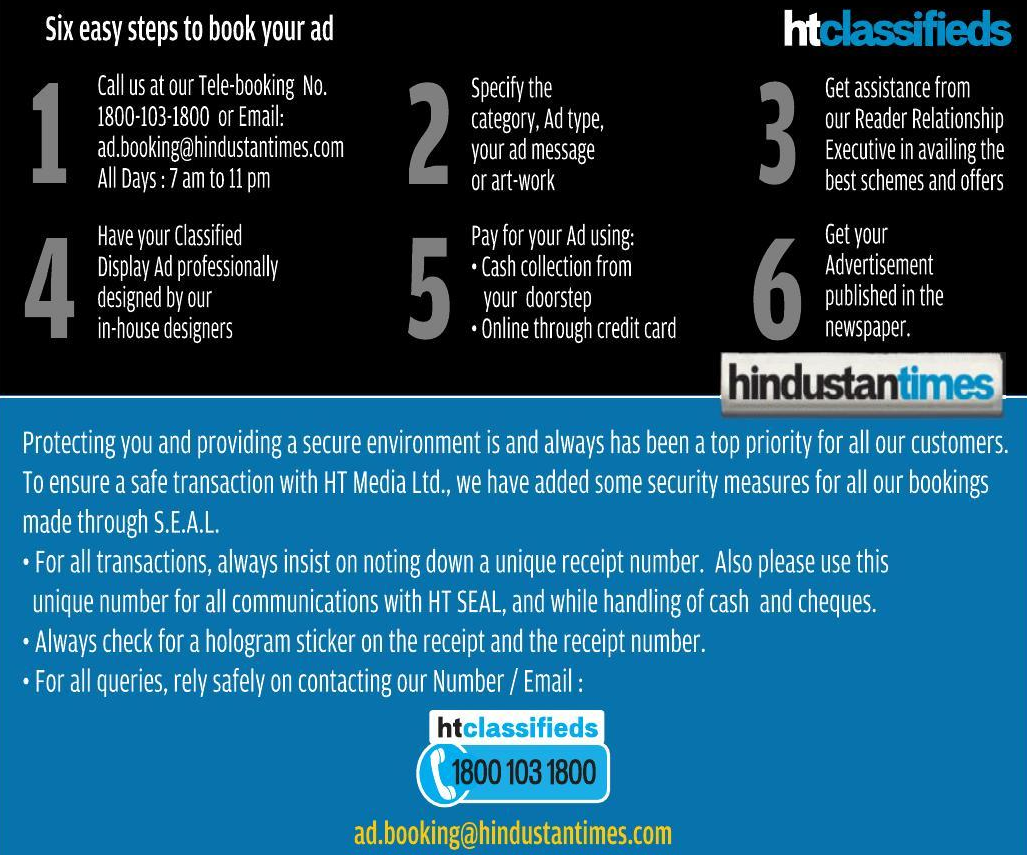 Six easy steps to book your ad
htclassifieds
1
Call us at our Tele-booking No.
1800-103-1800 or Email:
ad.booking@hindustantimes.com
All Days : 7 am to 11 pm
2
Specify the
category, Ad type,
your ad message
or art-work
3
Get assistance from
our Reader Relationship
Executive in availing the
best schemes and offers
4
Have your Classified
Display Ad professionally
designed by our
in-house designers
5
Pay for your Ad using:
• Cash collection from
your doorstep
• Online through credit card
6
Get your
Advertisement
published in the
newspaper.
hindustantimes
Protecting you and providing a secure environment is and always has been a top priority for all our customers.
To ensure a safe transaction with HT Media Ltd., we have added some security measures for all our bookings
made through S.E.A.L.
• For all transactions, always insist on noting down a unique receipt number. Also please use this
unique number for all communications with HT SEAL, and while handling of cash and cheques.
• Always check for a hologram sticker on the receipt and the receipt number.
• For all queries, rely safely on contacting our Number / Email :
htclassifieds
1800 103 1800
ad.booking@hindustantimes.com